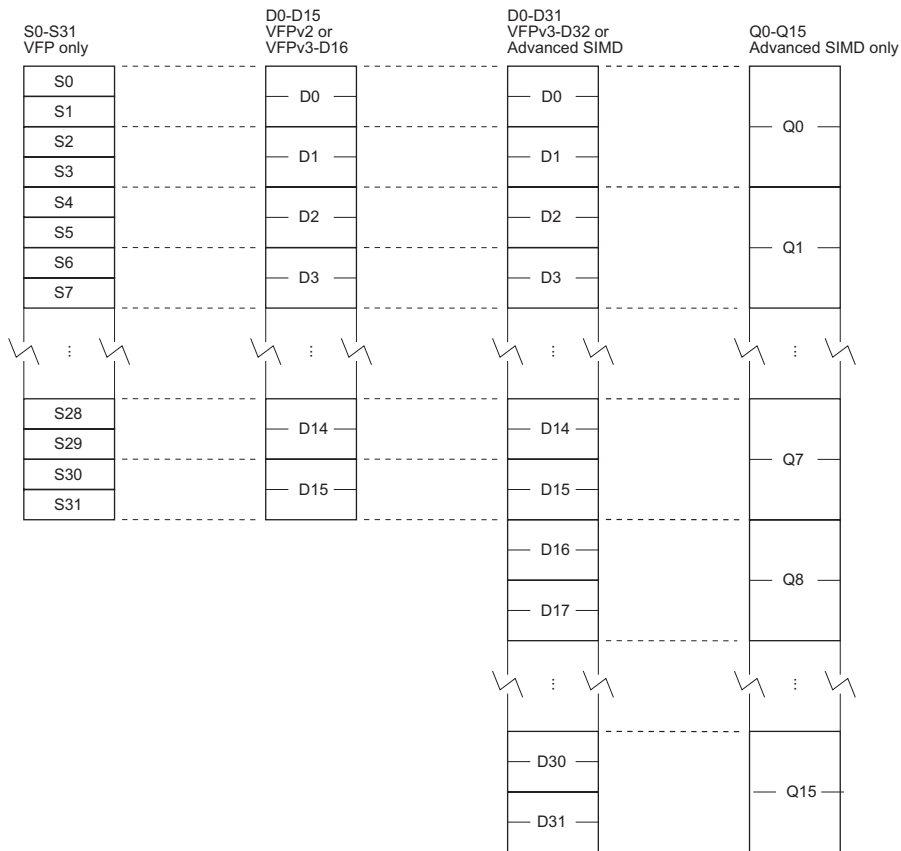 S0-S31
VFP only
D0-D15
VFPv2 or
VFPv3-D16
D0-D31
VFPv3-D32 or
Advanced SIMD
Q0-Q15
Advanced SIMD only
S0
S1
S2
S3
S4
S5
S6
S7
...
S28
S29
S30
S31
D0
D1
D2
D3
...
D14
D15
D0
D1
D2
D3
...
D14
D15
D16
D17
...
D30
D31
Q0
Q1
...
Q7
Q8
...
Q15